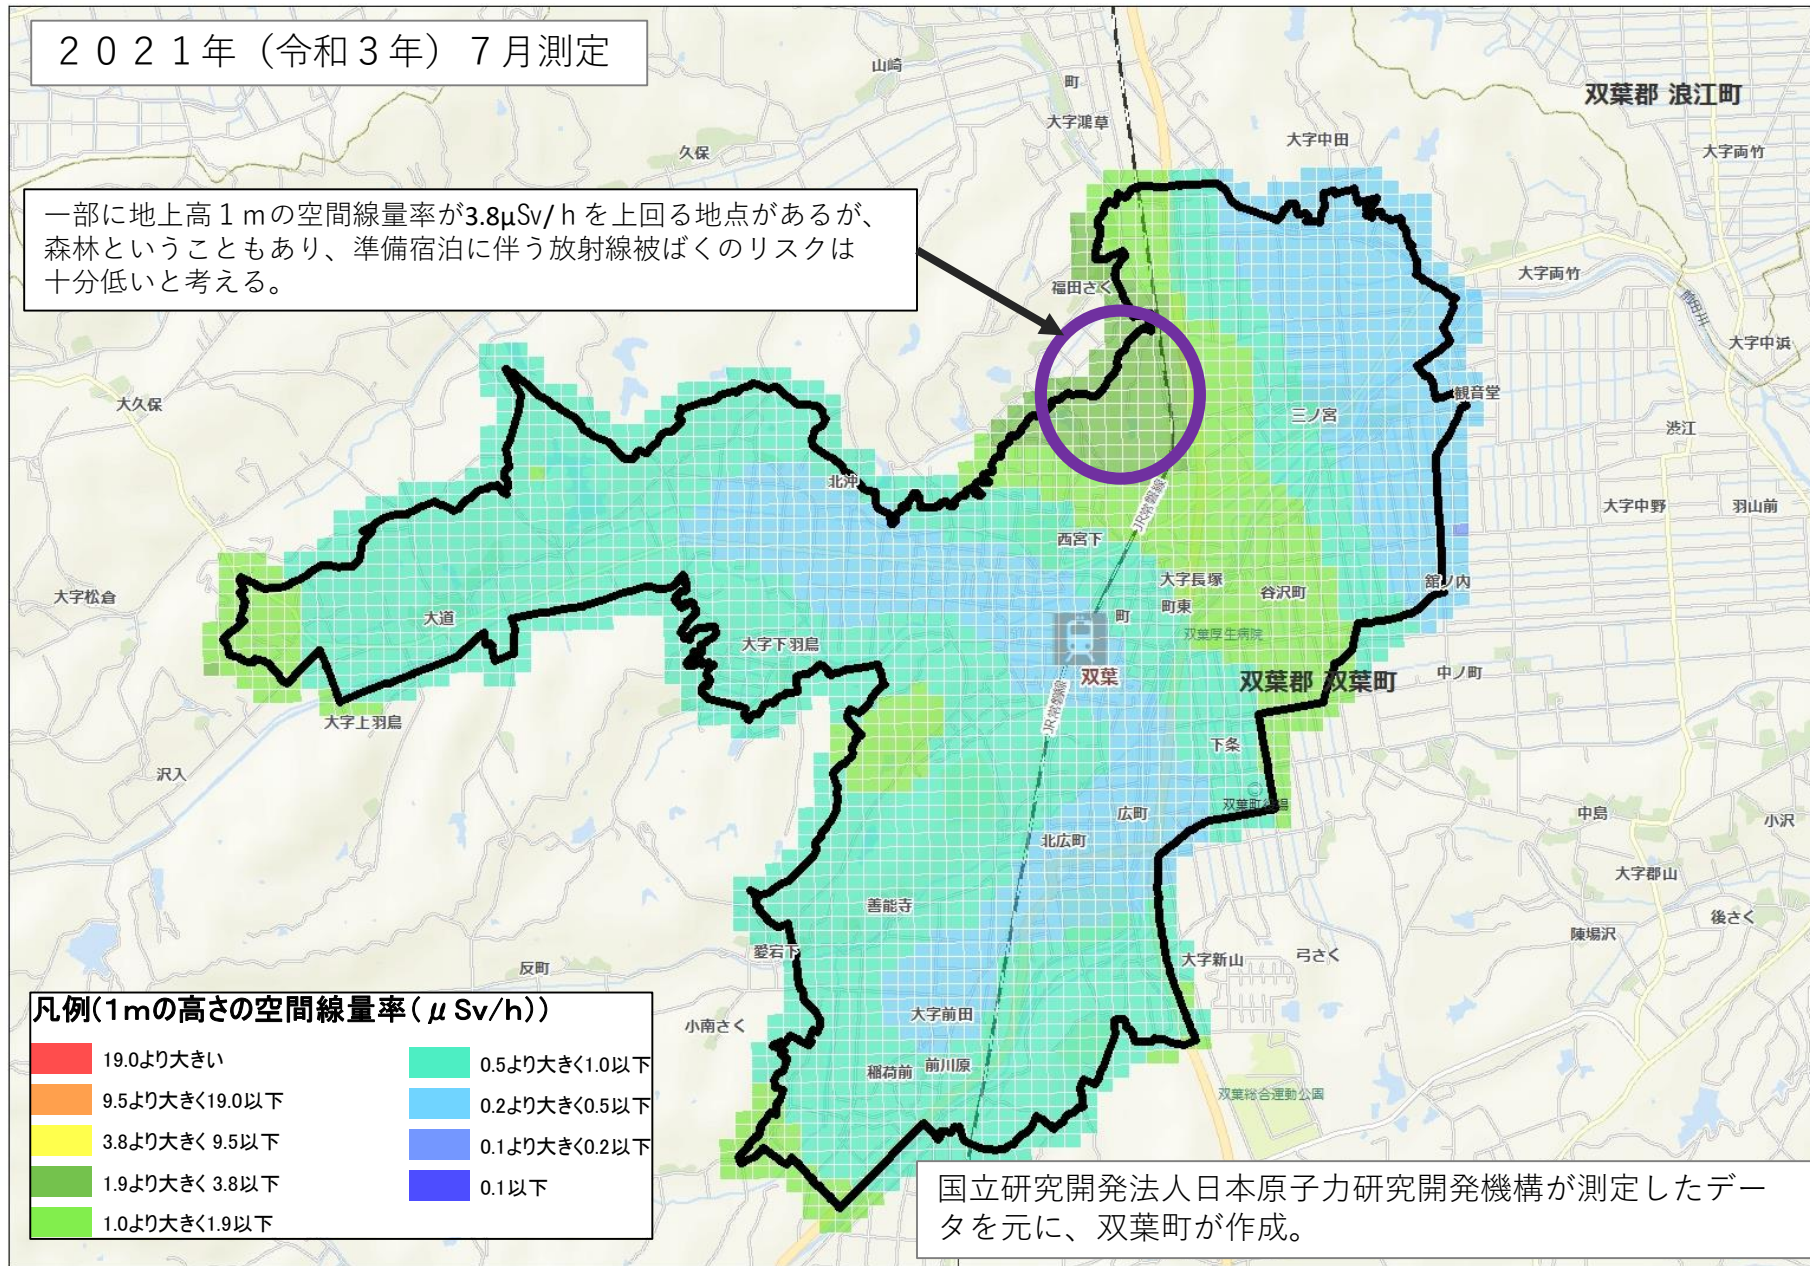 2021年（令和3年）7月測定
双葉郡 浪江町
山崎
町
大字鴻草
久保
大字中田
大字両竹
一部に地上高1mの空間線量率が3.8μSv/hを上回る地点があるが、
森林ということもあり、準備宿泊に伴う放射線被ばくのリスクは
十分低いと考える。
福田さく
大字両竹
前田川
大字中浜
大久保
観音堂
三ノ宮
渋江
北沖
JR常磐線
大字中野
羽山前
西宮下
大字長塚
谷沢町
舘ノ内
大字松倉
大道
町
町東
大字下羽鳥
双葉厚生病院
双葉
双葉郡 双葉町
中ノ町
JR常磐線
大字上羽鳥
下条
沢入
双葉町役場
広町
中島
小沢
北広町
大字郡山
善能寺
後さく
陳場沢
愛宕下
反町
大字新山
弓さく
大字前田
小南さく
前川原
稲荷前
双葉総合運動公園
凡例(1mの高さの空間線量率(μSv/h))
19.0より大きい
9.5より大きく19.0以下
3.8より大きく 9.5以下
1.9より大きく 3.8以下
1.0より大きく1.9以下
0.5より大きく1.0以下
0.2より大きく0.5以下
0.1より大きく0.2以下
0.1以下
国立研究開発法人日本原子力研究開発機構が測定したデー
タを元に、双葉町が作成。